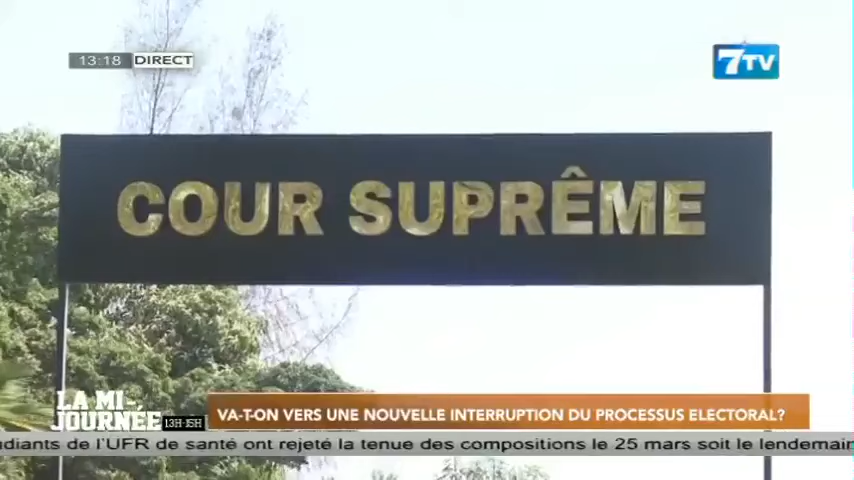 13:18 DIRECT
7TV
COUR SUPRÊME
LA MI-
JOURNÉE 13H-15H
VA-T-ON VERS UNE NOUVELLE INTERRUPTION DU PROCESSUS ELECTORAL?
udiants de l'UFR de santé ont rejeté la tenue des compositions le 25 mars soit le lendemain